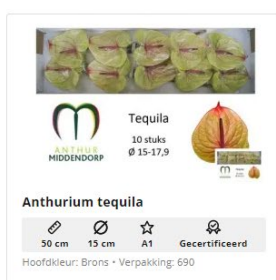 Tequila
10 stuks
Ø 15-17,9
ANTHUR
MIDDENDORP
Anthurium tequila
50 cm 15 cm A1 Gecertificeerd
Hoofdkleur: Brons • Verpakking: 690